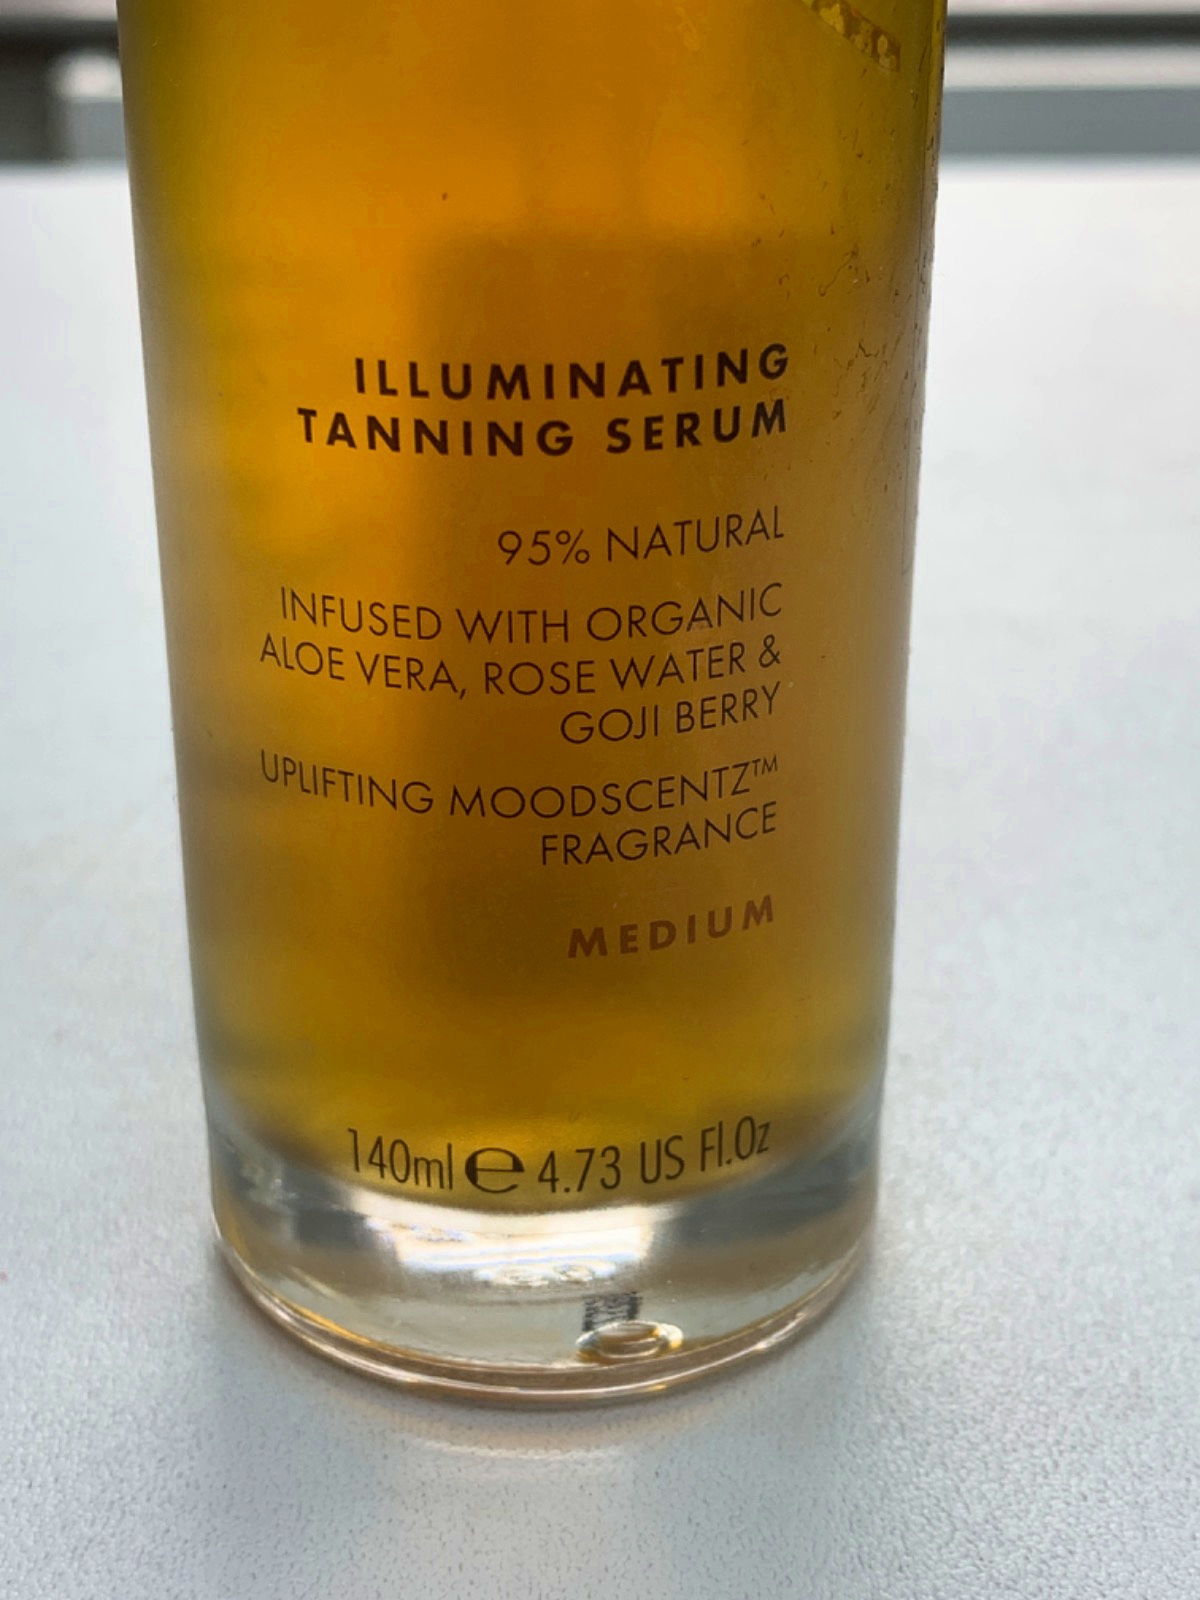 ILLUMINATING
TANNING SERUM
95% NATURAL
INFUSED WITH ORGANIC
ALOE VERA, ROSE WATER &
GOJI BERRY
UPLIFTING MOODSCENTZ™
FRAGRANCE
MEDIUM
140ml ℮ 4.73 US Fl.Oz